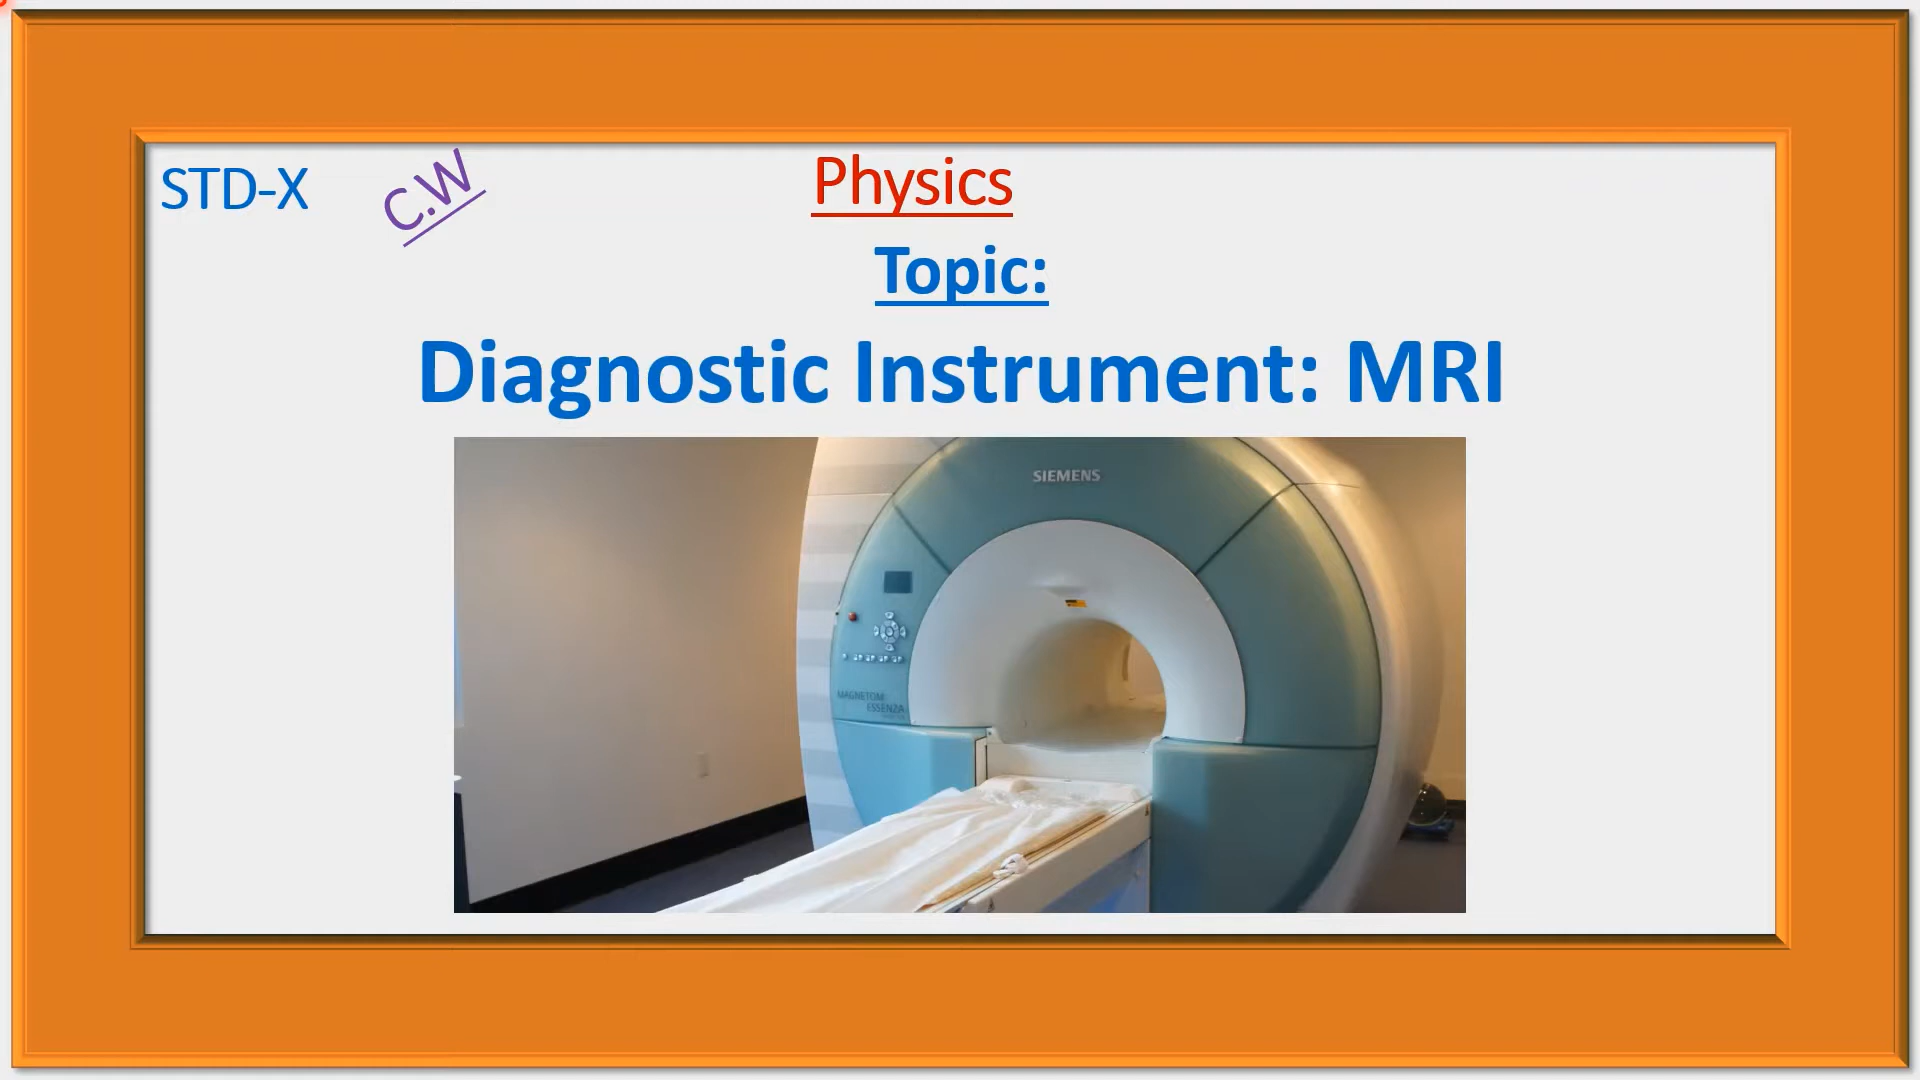 STD-X
C.W
Physics
Topic:
Diagnostic Instrument: MRI
SIEMENS
MAGNETOM
ESSENZA